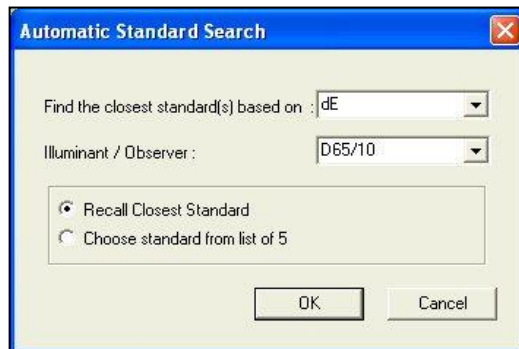 Automatic Standard Search
Find the closest standard(s) based on : dE
Illuminant / Observer : D65/10
Recall Closest Standard
Choose standard from list of 5
OK Cancel